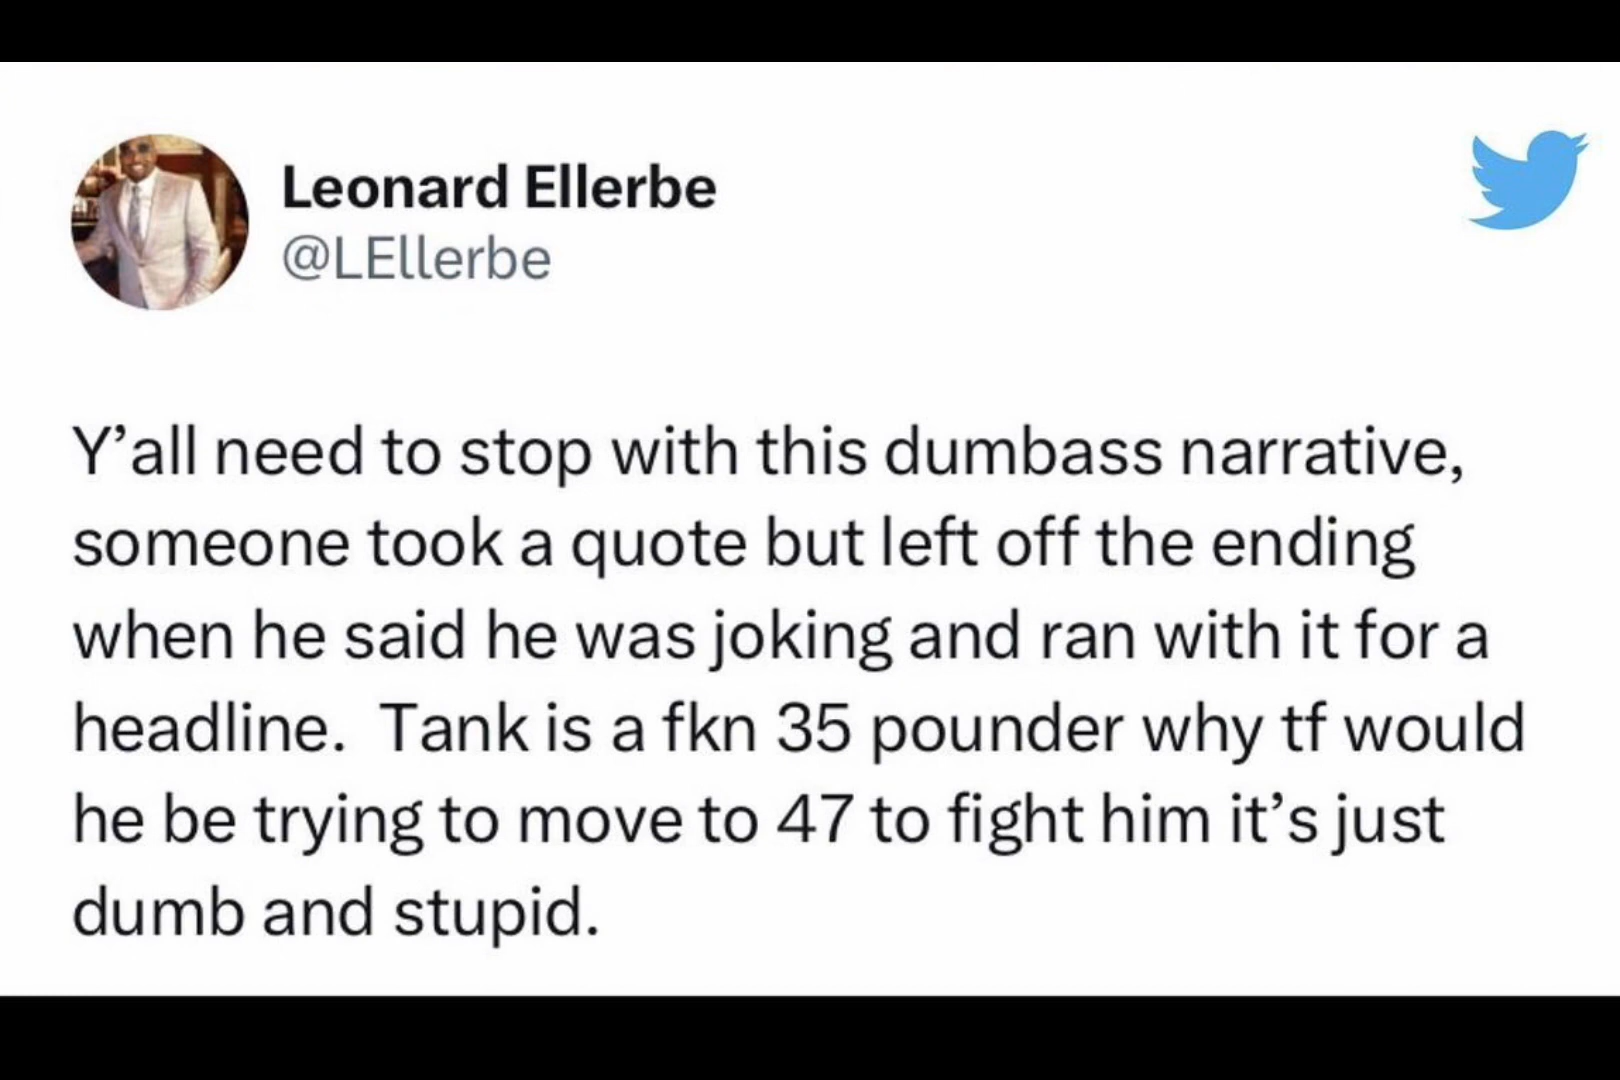 Leonard Ellerbe
@LEllerbe
Y’all need to stop with this dumbass narrative,
someone took a quote but left off the ending
when he said he was joking and ran with it for a
headline.  Tank is a fkn 35 pounder why tf would
he be trying to move to 47 to fight him it’s just
dumb and stupid.